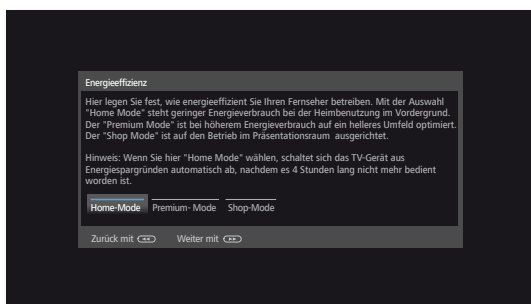 Energieeffizienz
Hier legen Sie fest, wie energieeffizient Sie Ihren Fernseher betreiben. Mit der Auswahl
"Home Mode" steht geringer Energieverbrauch bei der Heimbenutzung im Vordergrund.
Der "Premium Mode" ist bei höherem Energieverbrauch auf ein helleres Umfeld optimiert.
Der "Shop Mode" ist auf den Betrieb im Präsentationsraum ausgerichtet.
Hinweis: Wenn Sie hier "Home Mode" wählen, schaltet sich das TV-Gerät aus
Energiespargründen automatisch ab, nachdem es 4 Stunden lang nicht mehr bedient
worden ist.
Home-Mode Premium- Mode Shop-Mode
Zurück mit Weiter mit